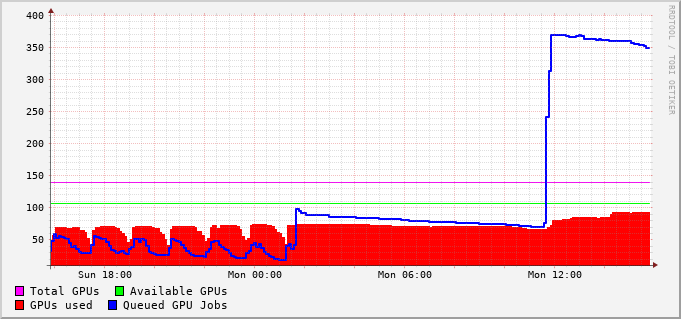 400
350
300
250
200
150
100
50
Sun 18:00 Mon 00:00 Mon 06:00 Mon 12:00
Total GPUs Available GPUs
GPUs used Queued GPU Jobs
RRDTOOL / TOBI OETIKER